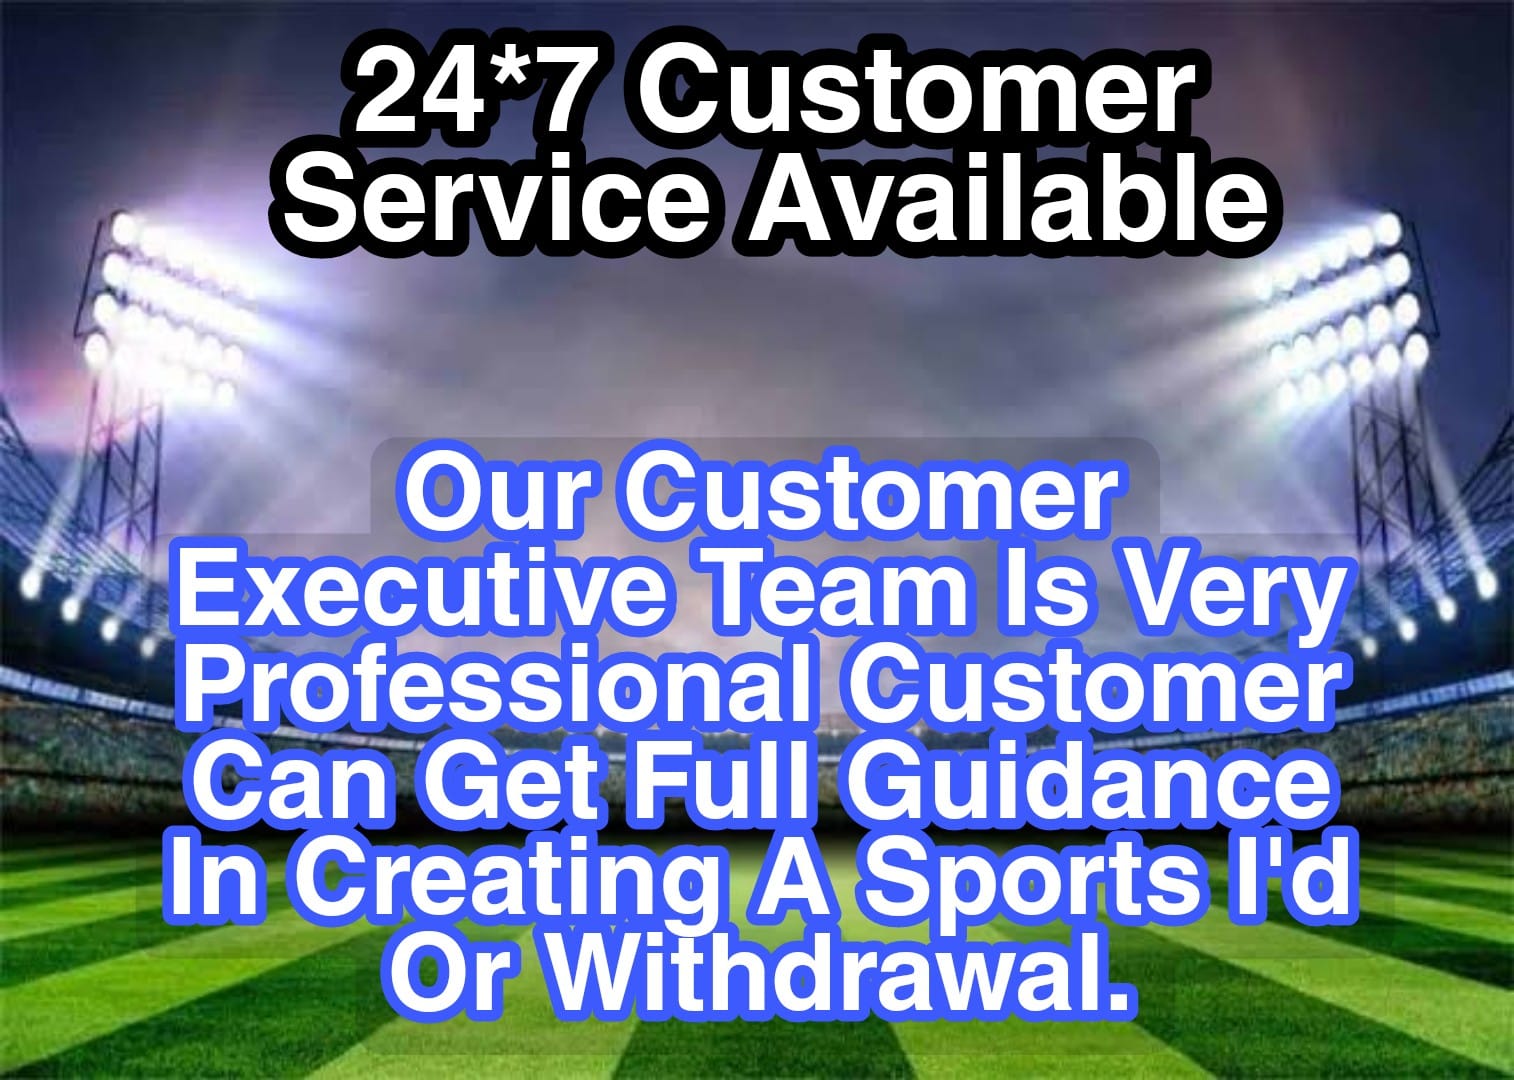 24*7 Customer
Service Available
Our Customer
Executive Team Is Very
Professional Customer
Can Get Full Guidance
In Creating A Sports I'd
Or Withdrawal.